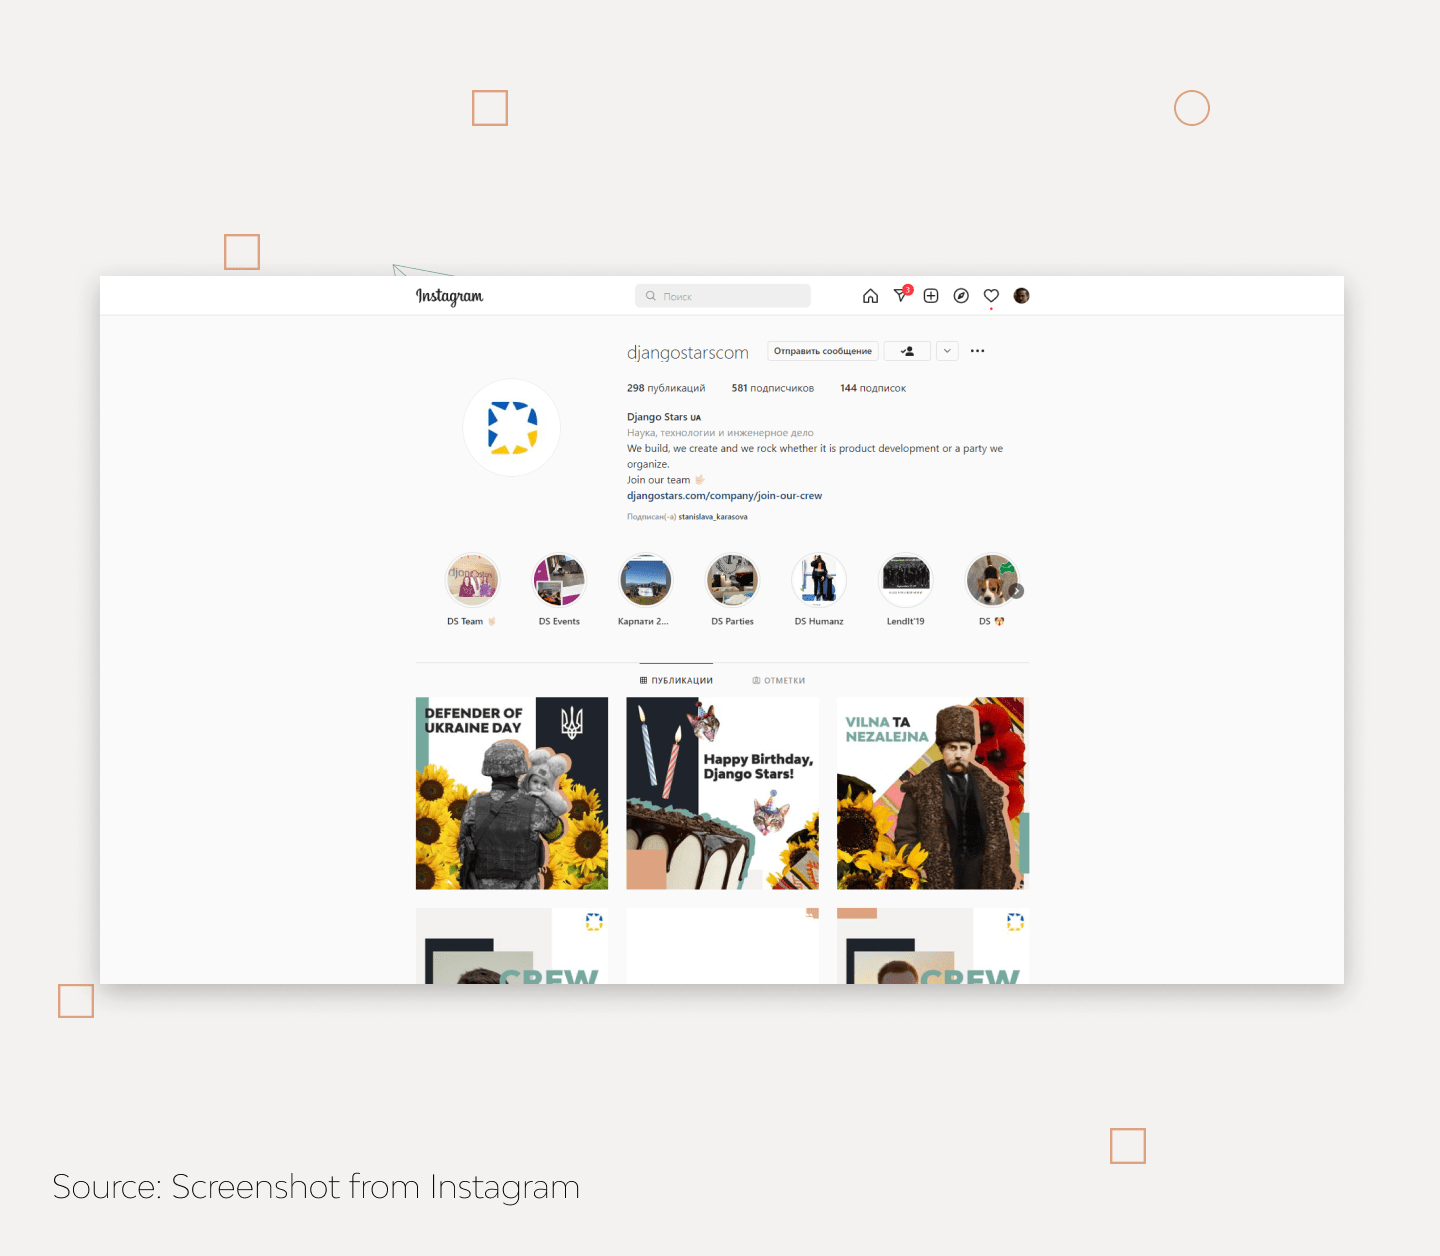 Instagram
Поиск
3
djangostarscom
Отправить сообщение
298 публикаций 581 подписчиков 144 подписок
Django Stars UA
Наука, технологии и инженерное дело
We build, we create and we rock whether it is product development or a party we
organize.
Join our team
djangostars.com/company/join-our-crew
Подписан(-а) stanislava_karasova
DS Team DS Events Карпати 2... DS Parties DS Humanz LendIt'19 DS
ПУБЛИКАЦИИ ОТМЕТКИ
DEFENDER OF
UKRAINE DAY
Happy Birthday,
Django Stars!
VILNA TA
NEZALEJNA
CREW
CREW
Source: Screenshot from Instagram